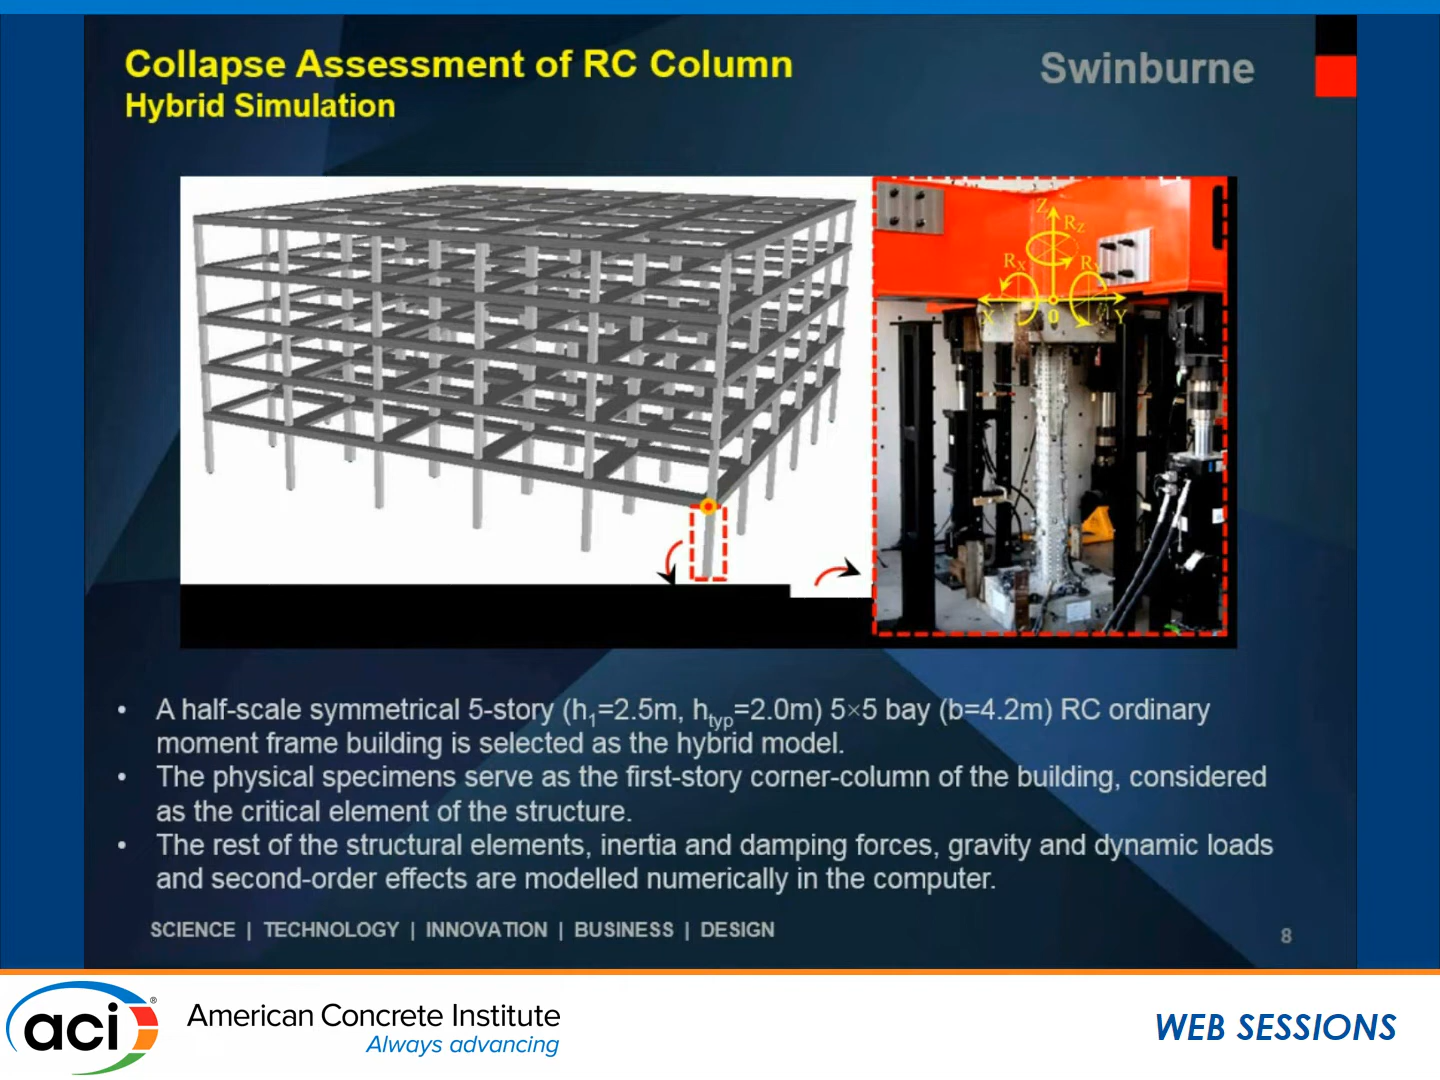 Collapse Assessment of RC Column
Hybrid Simulation
Swinburne
Z
Rz
Rx
Ry
X
0
Y
• A half-scale symmetrical 5-story (h1=2.5m, htyp=2.0m) 5×5 bay (b=4.2m) RC ordinary
moment frame building is selected as the hybrid model.
• The physical specimens serve as the first-story corner-column of the building, considered
as the critical element of the structure.
• The rest of the structural elements, inertia and damping forces, gravity and dynamic loads
and second-order effects are modelled numerically in the computer.
SCIENCE | TECHNOLOGY | INNOVATION | BUSINESS | DESIGN
8
aci®
American Concrete Institute
Always advancing
WEB SESSIONS